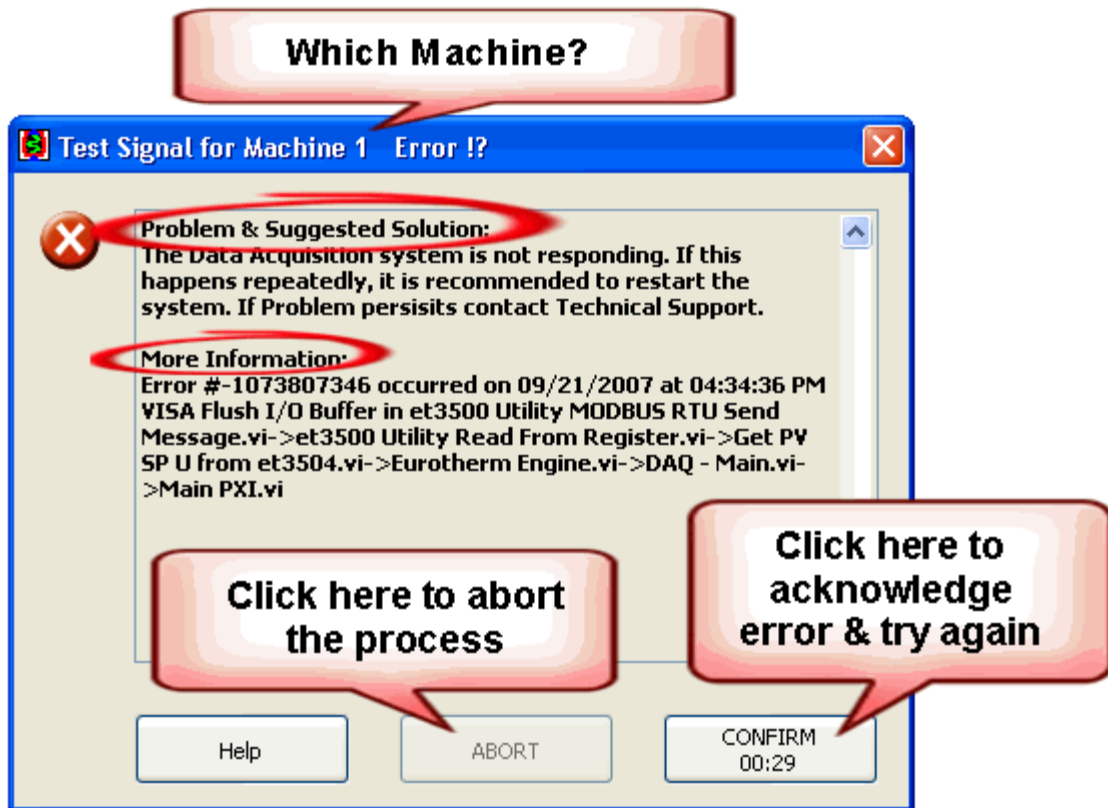 Which Machine?
Test Signal for Machine 1 Error !?
Problem & Suggested Solution:
The Data Acquisition system is not responding. If this
happens repeatedly, it is recommended to restart the
system. If Problem persisits contact Technical Support.
More Information:
Error #-1073807346 occurred on 09/21/2007 at 04:34:36 PM
VISA Flush I/O Buffer in et3500 Utility MODBUS RTU Send
Message.vi->et3500 Utility Read From Register.vi->Get PV
SP U from et3504.vi->Eurotherm Engine.vi->DAQ - Main.vi-
>Main PXI.vi
Click here to abort
the process
Click here to
acknowledge
error & try again
Help
ABORT
CONFIRM
00:29